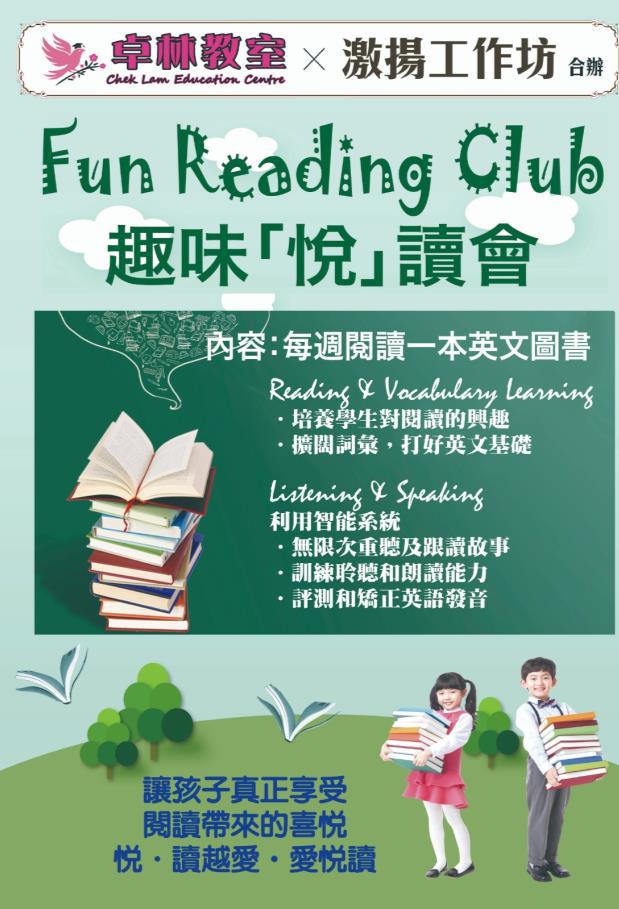 卓林教室 × 激揚工作坊 合辦
Chek Lam Education Centre
Fun Reading Club
趣味「悅」讀會
內容：每週閱讀一本英文圖書
Reading & Vocabulary Learning
· 培養學生對閱讀的興趣
· 擴闊詞彙，打好英文基礎
Listening & Speaking
利用智能系統
· 無限次重聽及跟讀故事
· 訓練聆聽和朗讀能力
· 評測和矯正英語發音
讓孩子真正享受
閱讀帶來的喜悅
悅 · 讀越愛 · 愛悅讀